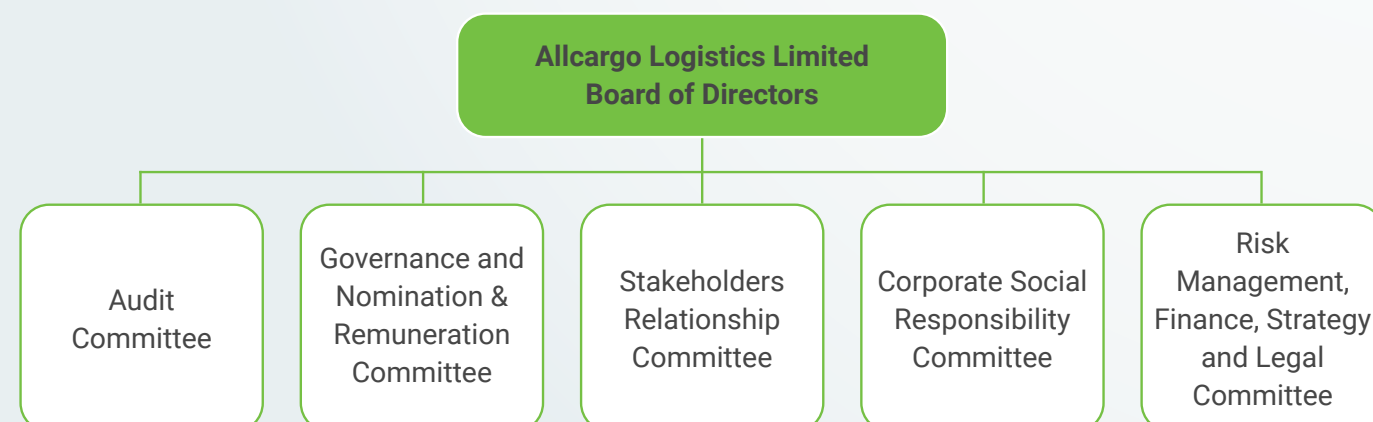 Allcargo Logistics Limited
Board of Directors
Audit
Committee
Governance and
Nomination &
Remuneration
Committee
Stakeholders
Relationship
Committee
Corporate Social
Responsibility
Committee
Risk
Management,
Finance, Strategy
and Legal
Committee